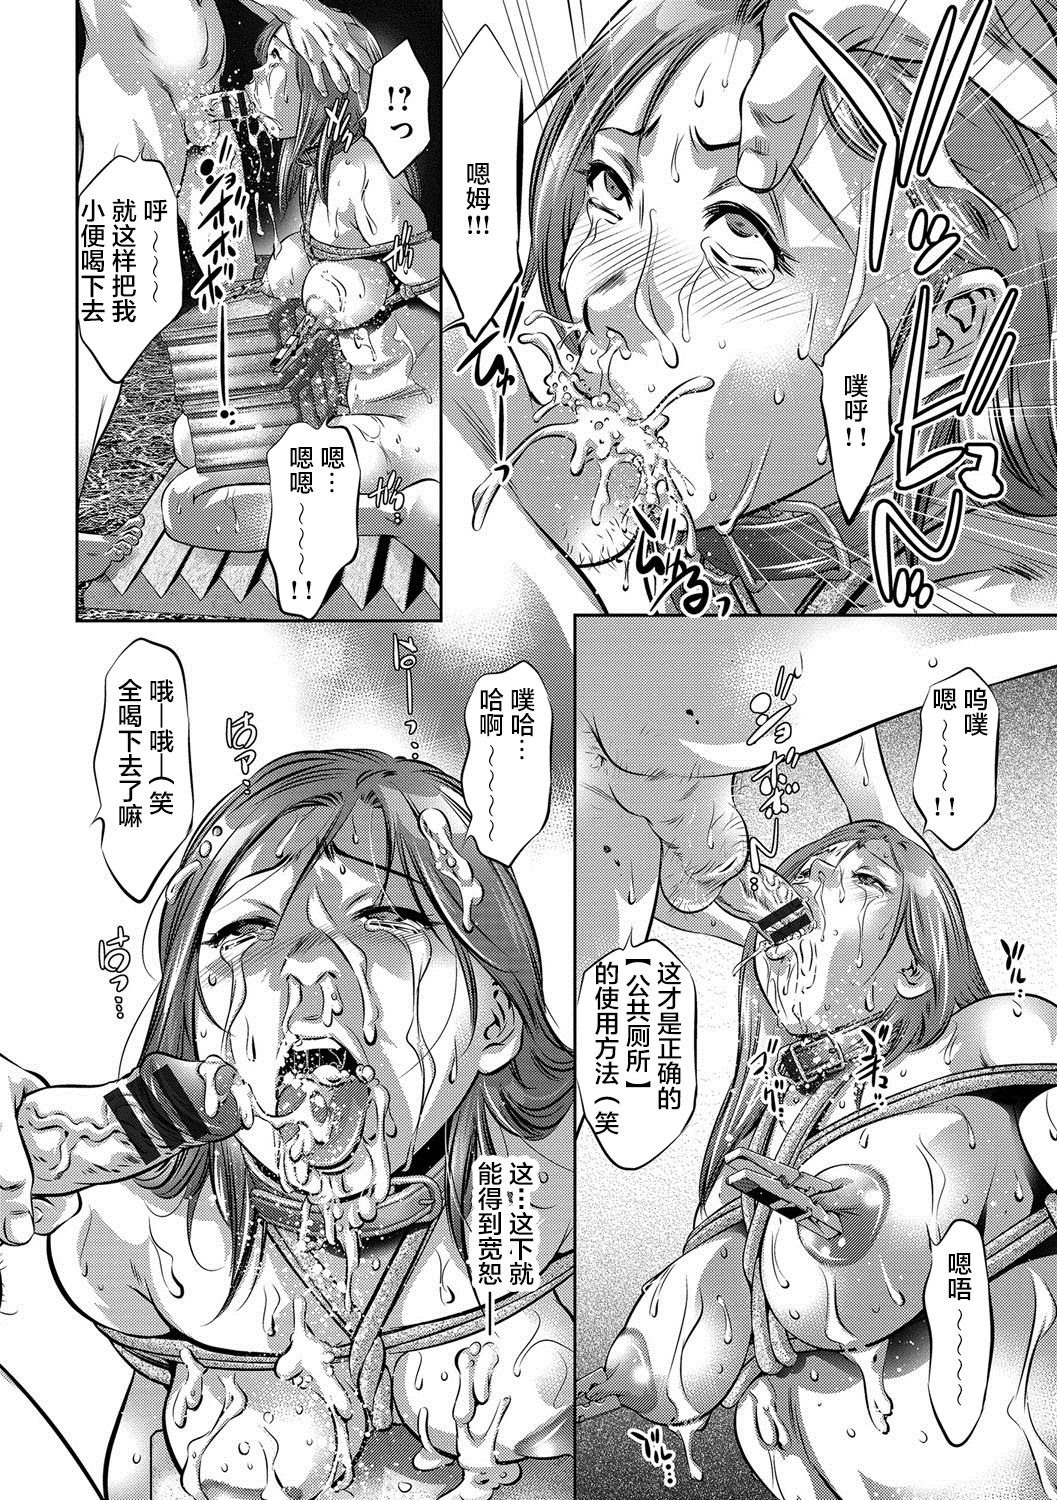 噗呼!!
嗯姆!!!
!?っ
呼~~~~
就这样把我
小便喝下去
嗯…
嗯嗯~~~!!
呜噗
嗯~~~~!!
这才是正确的
【公共厕所】
的使用方法(笑
嗯唔~~~~
噗哈…
哈啊~~~
哦—哦—(笑
全喝下去了嘛
这…这下就
能得到宽恕—